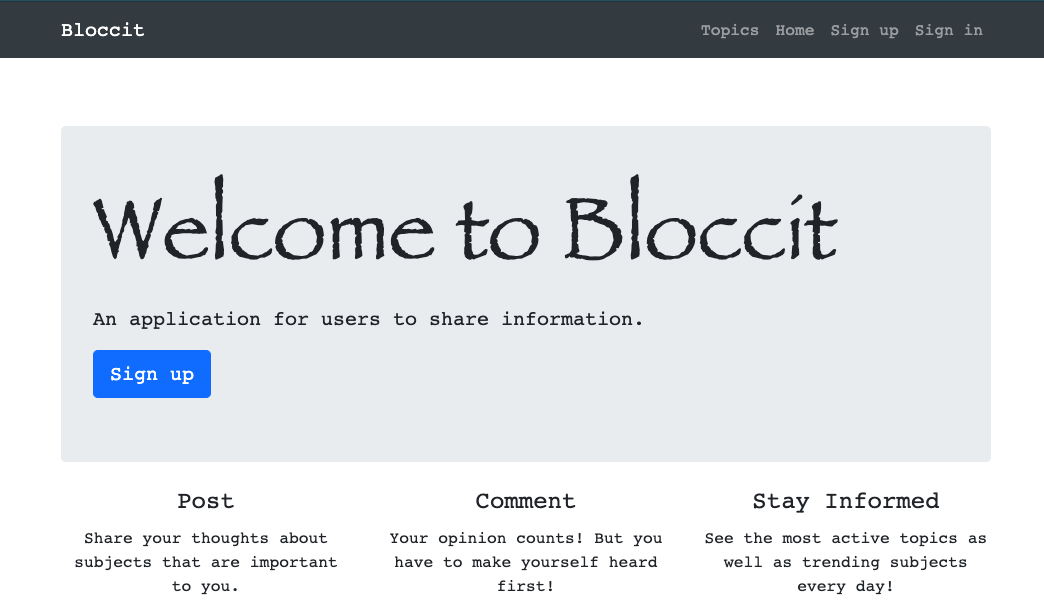 Bloccit
Topics Home Sign up Sign in
Welcome to Bloccit
An application for users to share information.
Sign up
Post
Share your thoughts about
subjects that are important
to you.
Comment
Your opinion counts! But you
have to make yourself heard
first!
Stay Informed
See the most active topics as
well as trending subjects
every day!